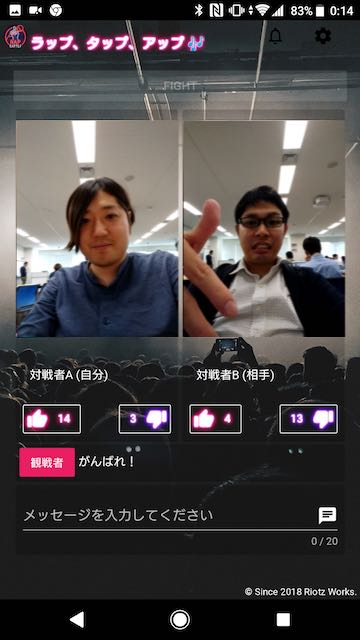 83% 0:14
ラップ、タップ、アップ
FIGHT
対戦者A (自分)
対戦者B (相手)
14
3
4
13
観戦者 がんばれ！
メッセージを入力してください
0 / 20
© Since 2018 Riotz Works.